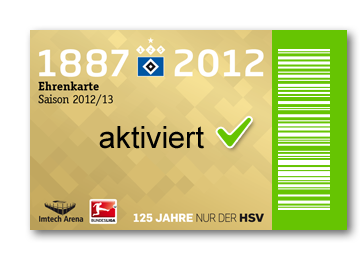 1887 2012
Ehrenkarte
Saison 2012/13
aktiviert
Imtech Arena
BUNDESLIGA
125 JAHRE NUR DER HSV